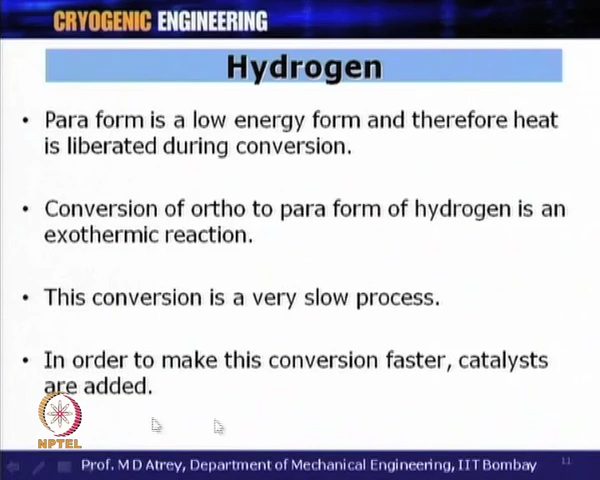 CRYOGENIC ENGINEERING
Hydrogen
• Para form is a low energy form and therefore heat
is liberated during conversion.
• Conversion of ortho to para form of hydrogen is an
exothermic reaction.
• This conversion is a very slow process.
• In order to make this conversion faster, catalysts
are added.
NPTEL
Prof. M D Atrey, Department of Mechanical Engineering, IIT Bombay
11